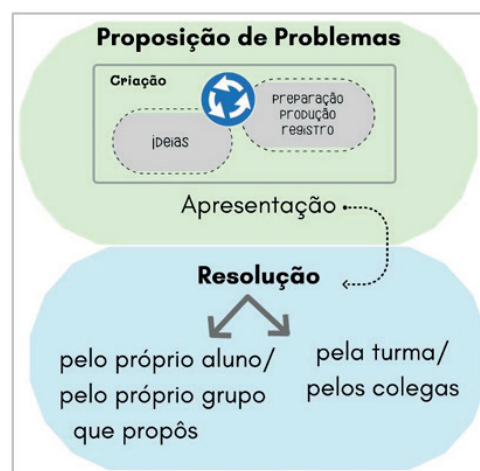 Proposição de Problemas
Criação
ideias
preparação
produção
registro
Apresentação
Resolução
pelo próprio aluno/
pelo próprio grupo
que propôs
pela turma/
pelos colegas